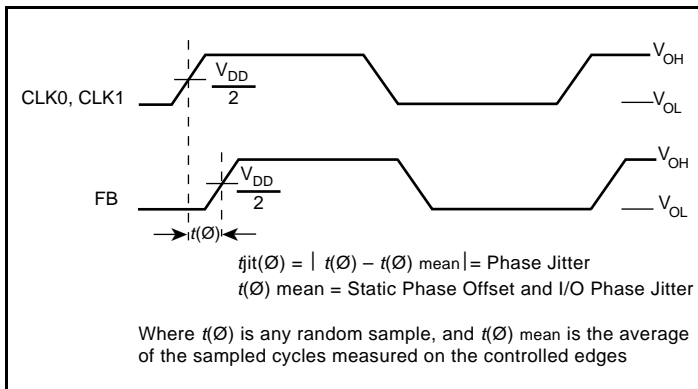 V_DD
2
V_OH
CLK0, CLK1
V_OL
V_DD
2
V_OH
FB
V_OL
t(Ø)
tjit(Ø) = | t(Ø) – t(Ø) mean| = Phase Jitter
t(Ø) mean = Static Phase Offset and I/O Phase Jitter
Where t(Ø) is any random sample, and t(Ø) mean is the average
of the sampled cycles measured on the controlled edges